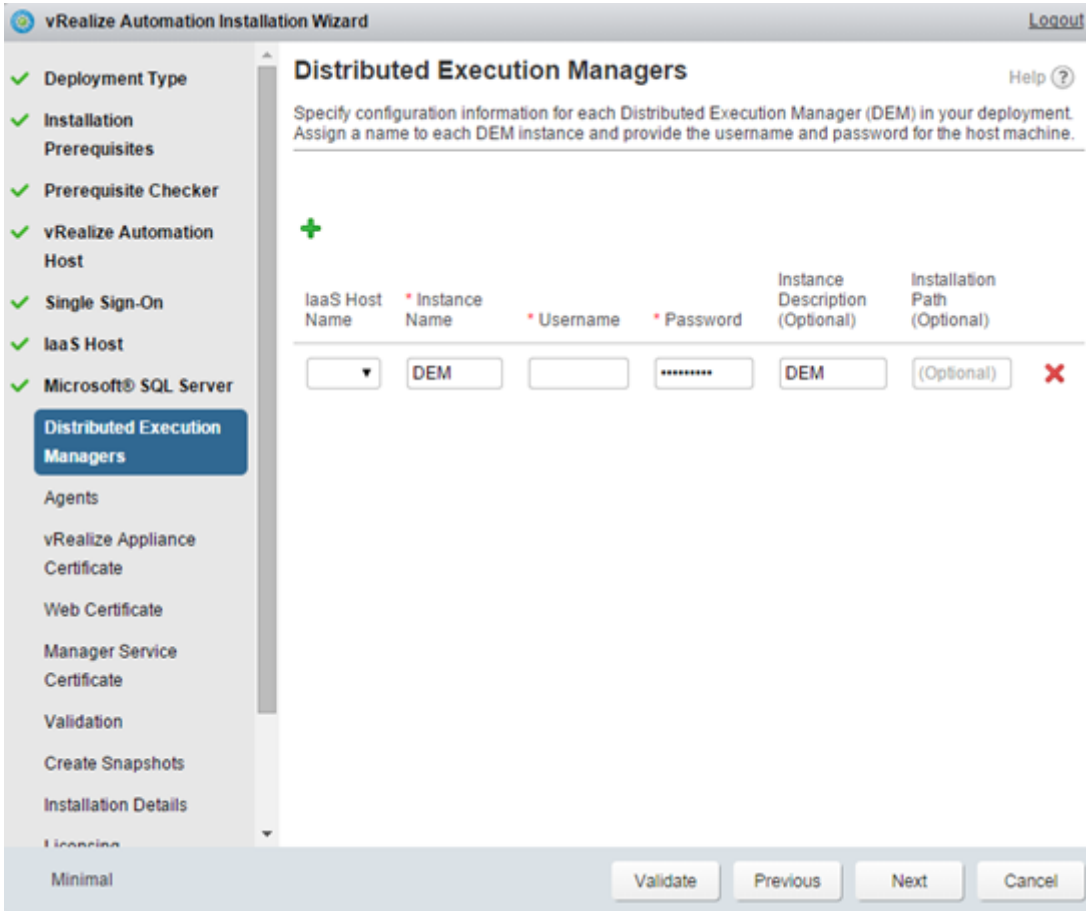 vRealize Automation Installation Wizard
Logout
Deployment Type
Installation
Prerequisites
Prerequisite Checker
vRealize Automation
Host
Single Sign-On
IaaS Host
Microsoft® SQL Server
Distributed Execution
Managers
Agents
vRealize Appliance
Certificate
Web Certificate
Manager Service
Certificate
Validation
Create Snapshots
Installation Details
Licensing
Minimal
Distributed Execution Managers
Help ?
Specify configuration information for each Distributed Execution Manager (DEM) in your deployment.
Assign a name to each DEM instance and provide the username and password for the host machine.
IaaS Host
Name
* Instance
Name
* Username
* Password
Instance
Description
(Optional)
Installation
Path
(Optional)
DEM
•••••••••
DEM
(Optional)
Validate
Previous
Next
Cancel